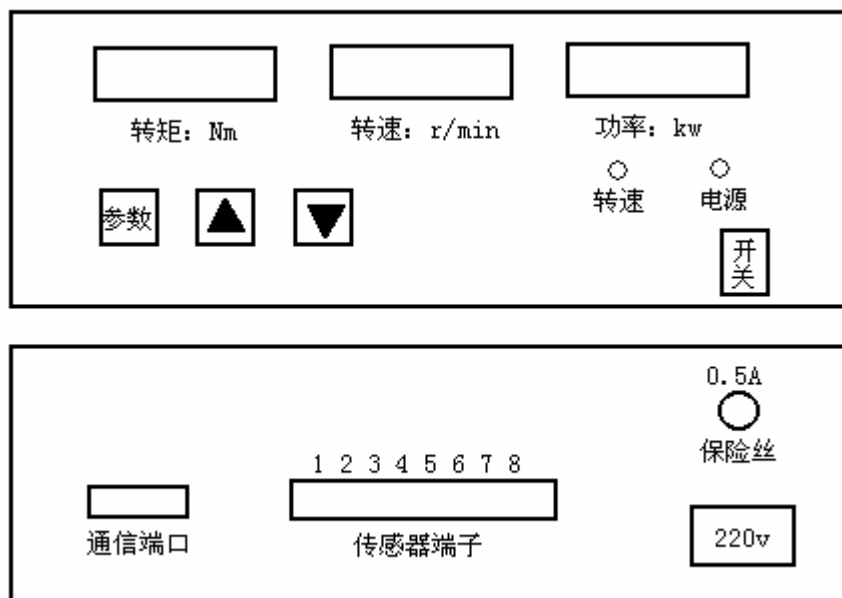 转矩: Nm 转速: r/min 功率: kw
转速 电源
参数
开
关
0.5A
保险丝
1 2 3 4 5 6 7 8
通信端口 传感器端子 220v